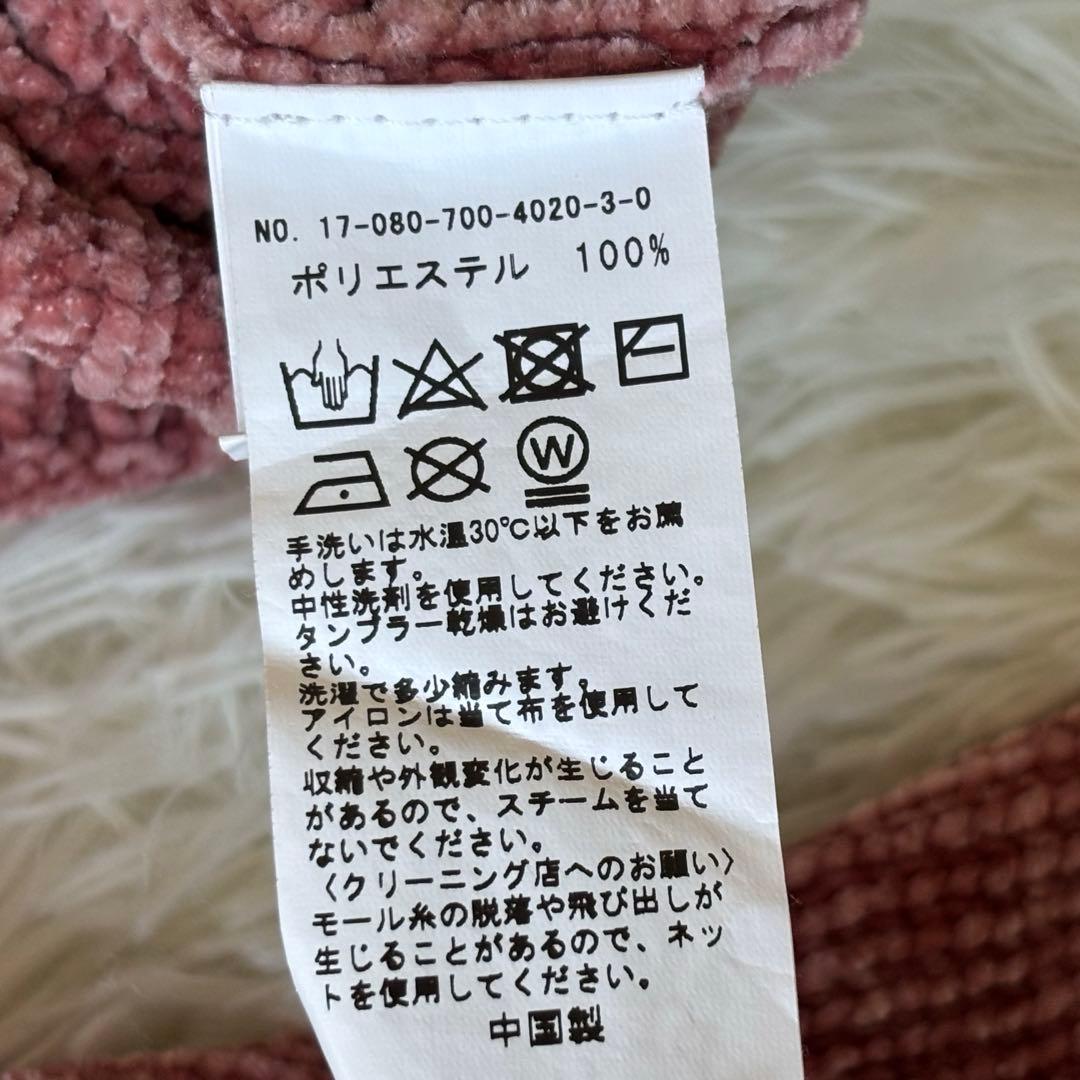 NO. 17-080-700-4020-3-0
ポリエステル 100%
W
手洗いは水温30℃以下をお薦
めします。
中性洗剤を使用してください。
タンブラー乾燥はお避けくだ
さい。
洗濯で多少縮みます。
アイロンは当て布を使用して
ください。
収縮や外観変化が生じること
があるので、スチームを当て
ないでください。
〈クリーニング店へのお願い〉
モール糸の脱落や飛び出しが
生じることがあるので、ネッ
トを使用してください。
中国製